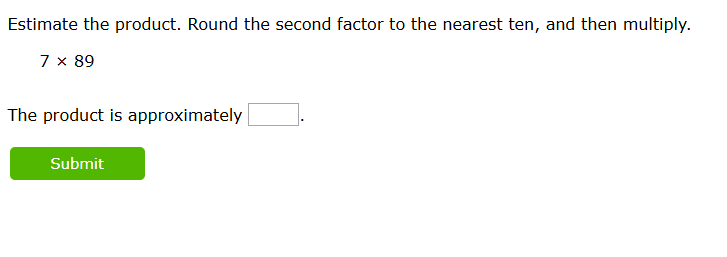 Estimate the product. Round the second factor to the nearest ten, and then multiply.
7 × 89
The product is approximately .
Submit